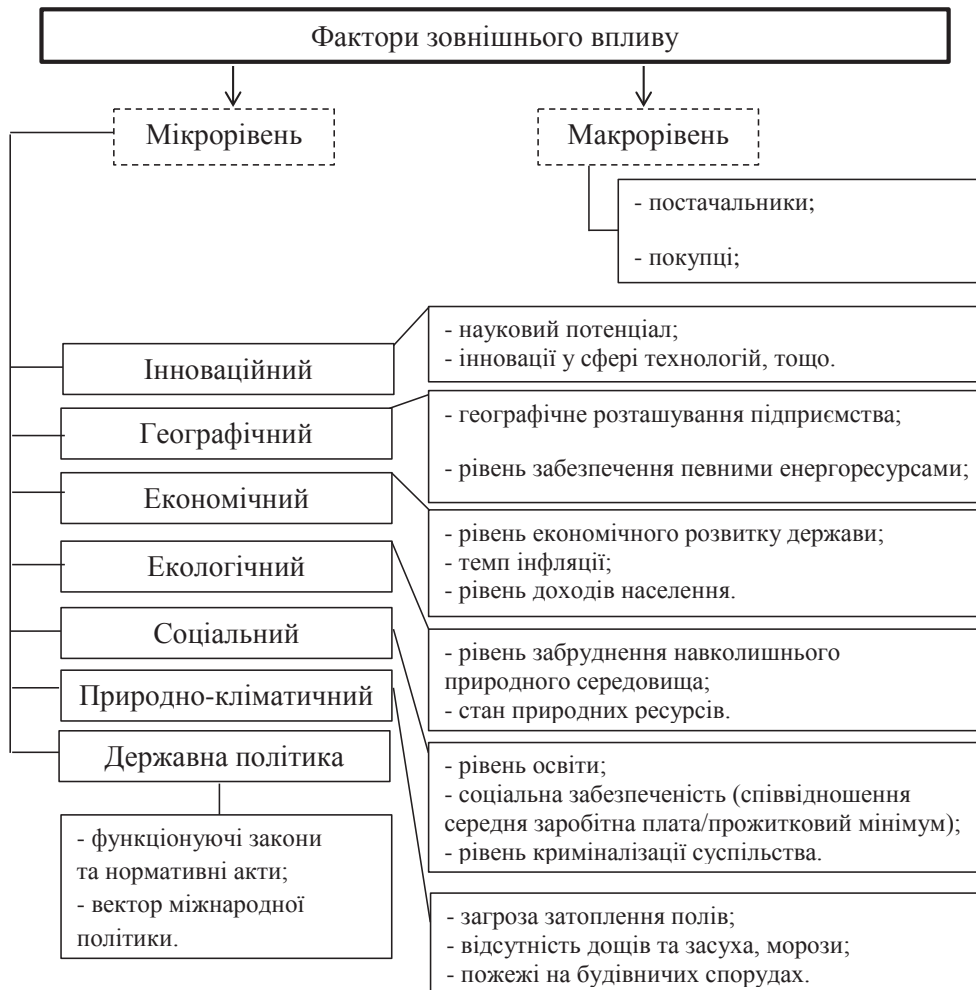 Фактори зовнішнього впливу
Мікрорівень
Макрорівень
- постачальники;
- покупці;
Інноваційний
- науковий потенціал;
- інновації у сфері технологій, тощо.
Географічний
- географічне розташування підприємства;
- рівень забезпечення певними енергоресурсами;
Економічний
- рівень економічного розвитку держави;
- темп інфляції;
- рівень доходів населення.
Екологічний
- рівень забруднення навколишнього
природного середовища;
- стан природних ресурсів.
Соціальний
- рівень освіти;
- соціальна забезпеченість (співвідношення
середня заробітна плата/прожитковий мінімум);
- рівень криміналізації суспільства.
Природно-кліматичний
- загроза затоплення полів;
- відсутність дощів та засуха, морози;
- пожежі на будівничих спорудах.
Державна політика
- функціонуючі закони
та нормативні акти;
- вектор міжнародної
політики.